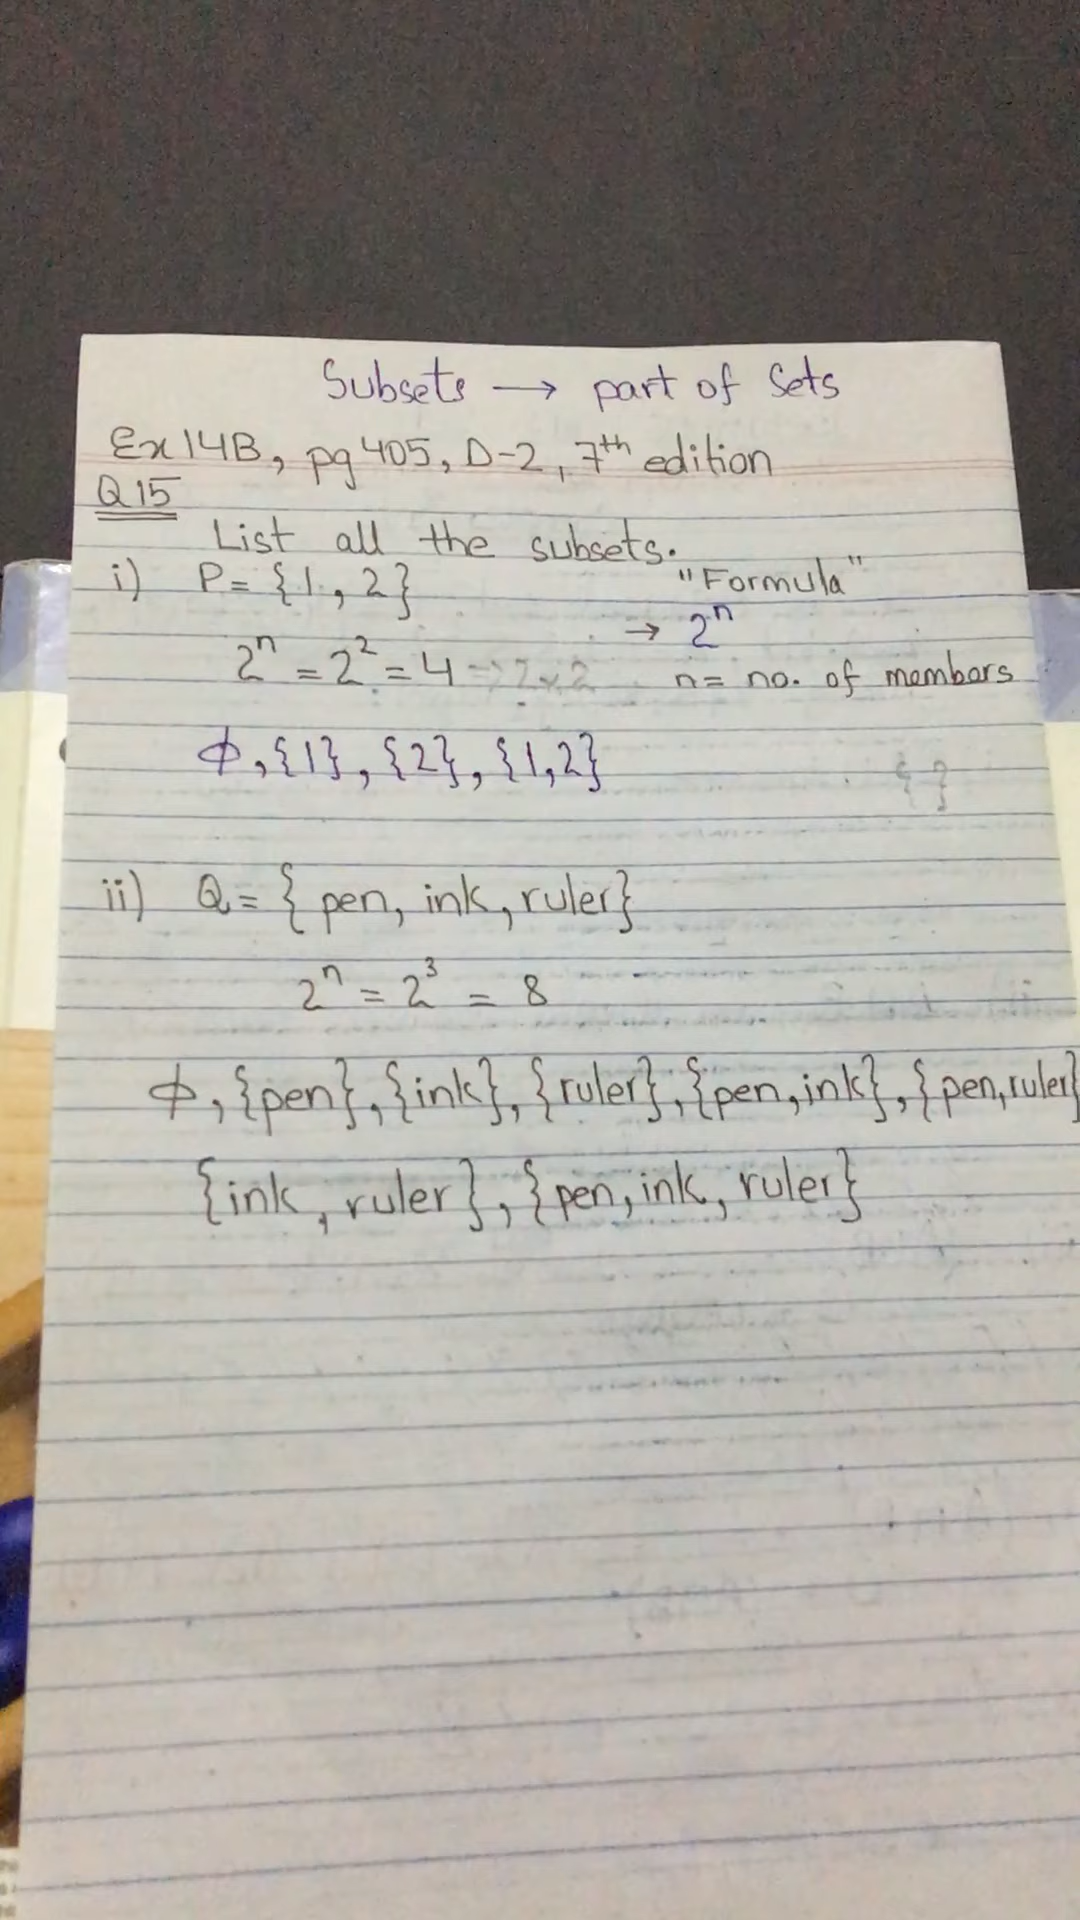 Subsets → part of Sets
Ex 14B, pg 405, D-2, 7th edition
Q15
List all the subsets.
i) P = {1, 2}
"Formula"
→ 2ⁿ
2ⁿ = 2² = 4 → 2×2
n = no. of members
ϕ, {1}, {2}, {1,2}
{ }
ii) Q = { pen, ink, ruler}
2ⁿ = 2³ = 8
ϕ, {pen}, {ink}, {ruler}, {pen, ink}, {pen, ruler}
{ink, ruler}, {pen, ink, ruler}